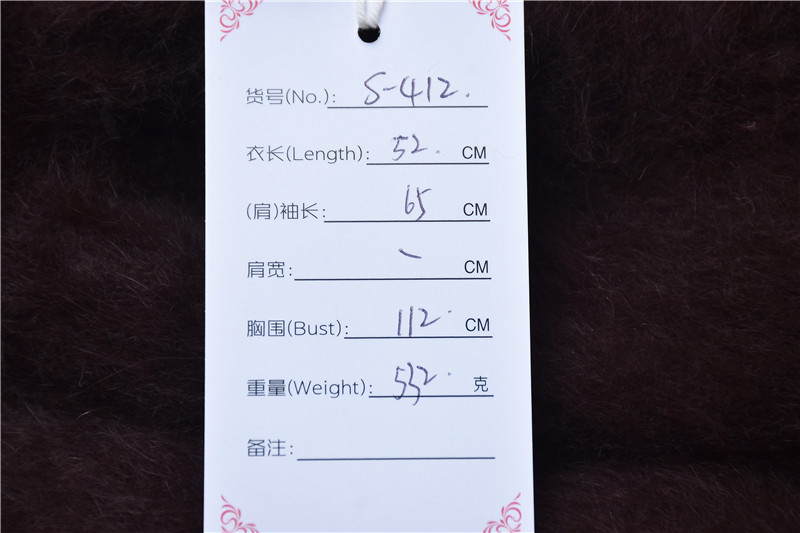 货号(No.): S-412.
衣长(Length): 52. CM
(肩)袖长: 65 CM
肩宽: - CM
胸围(Bust): 112. CM
重量(Weight): 532. 克
备注: